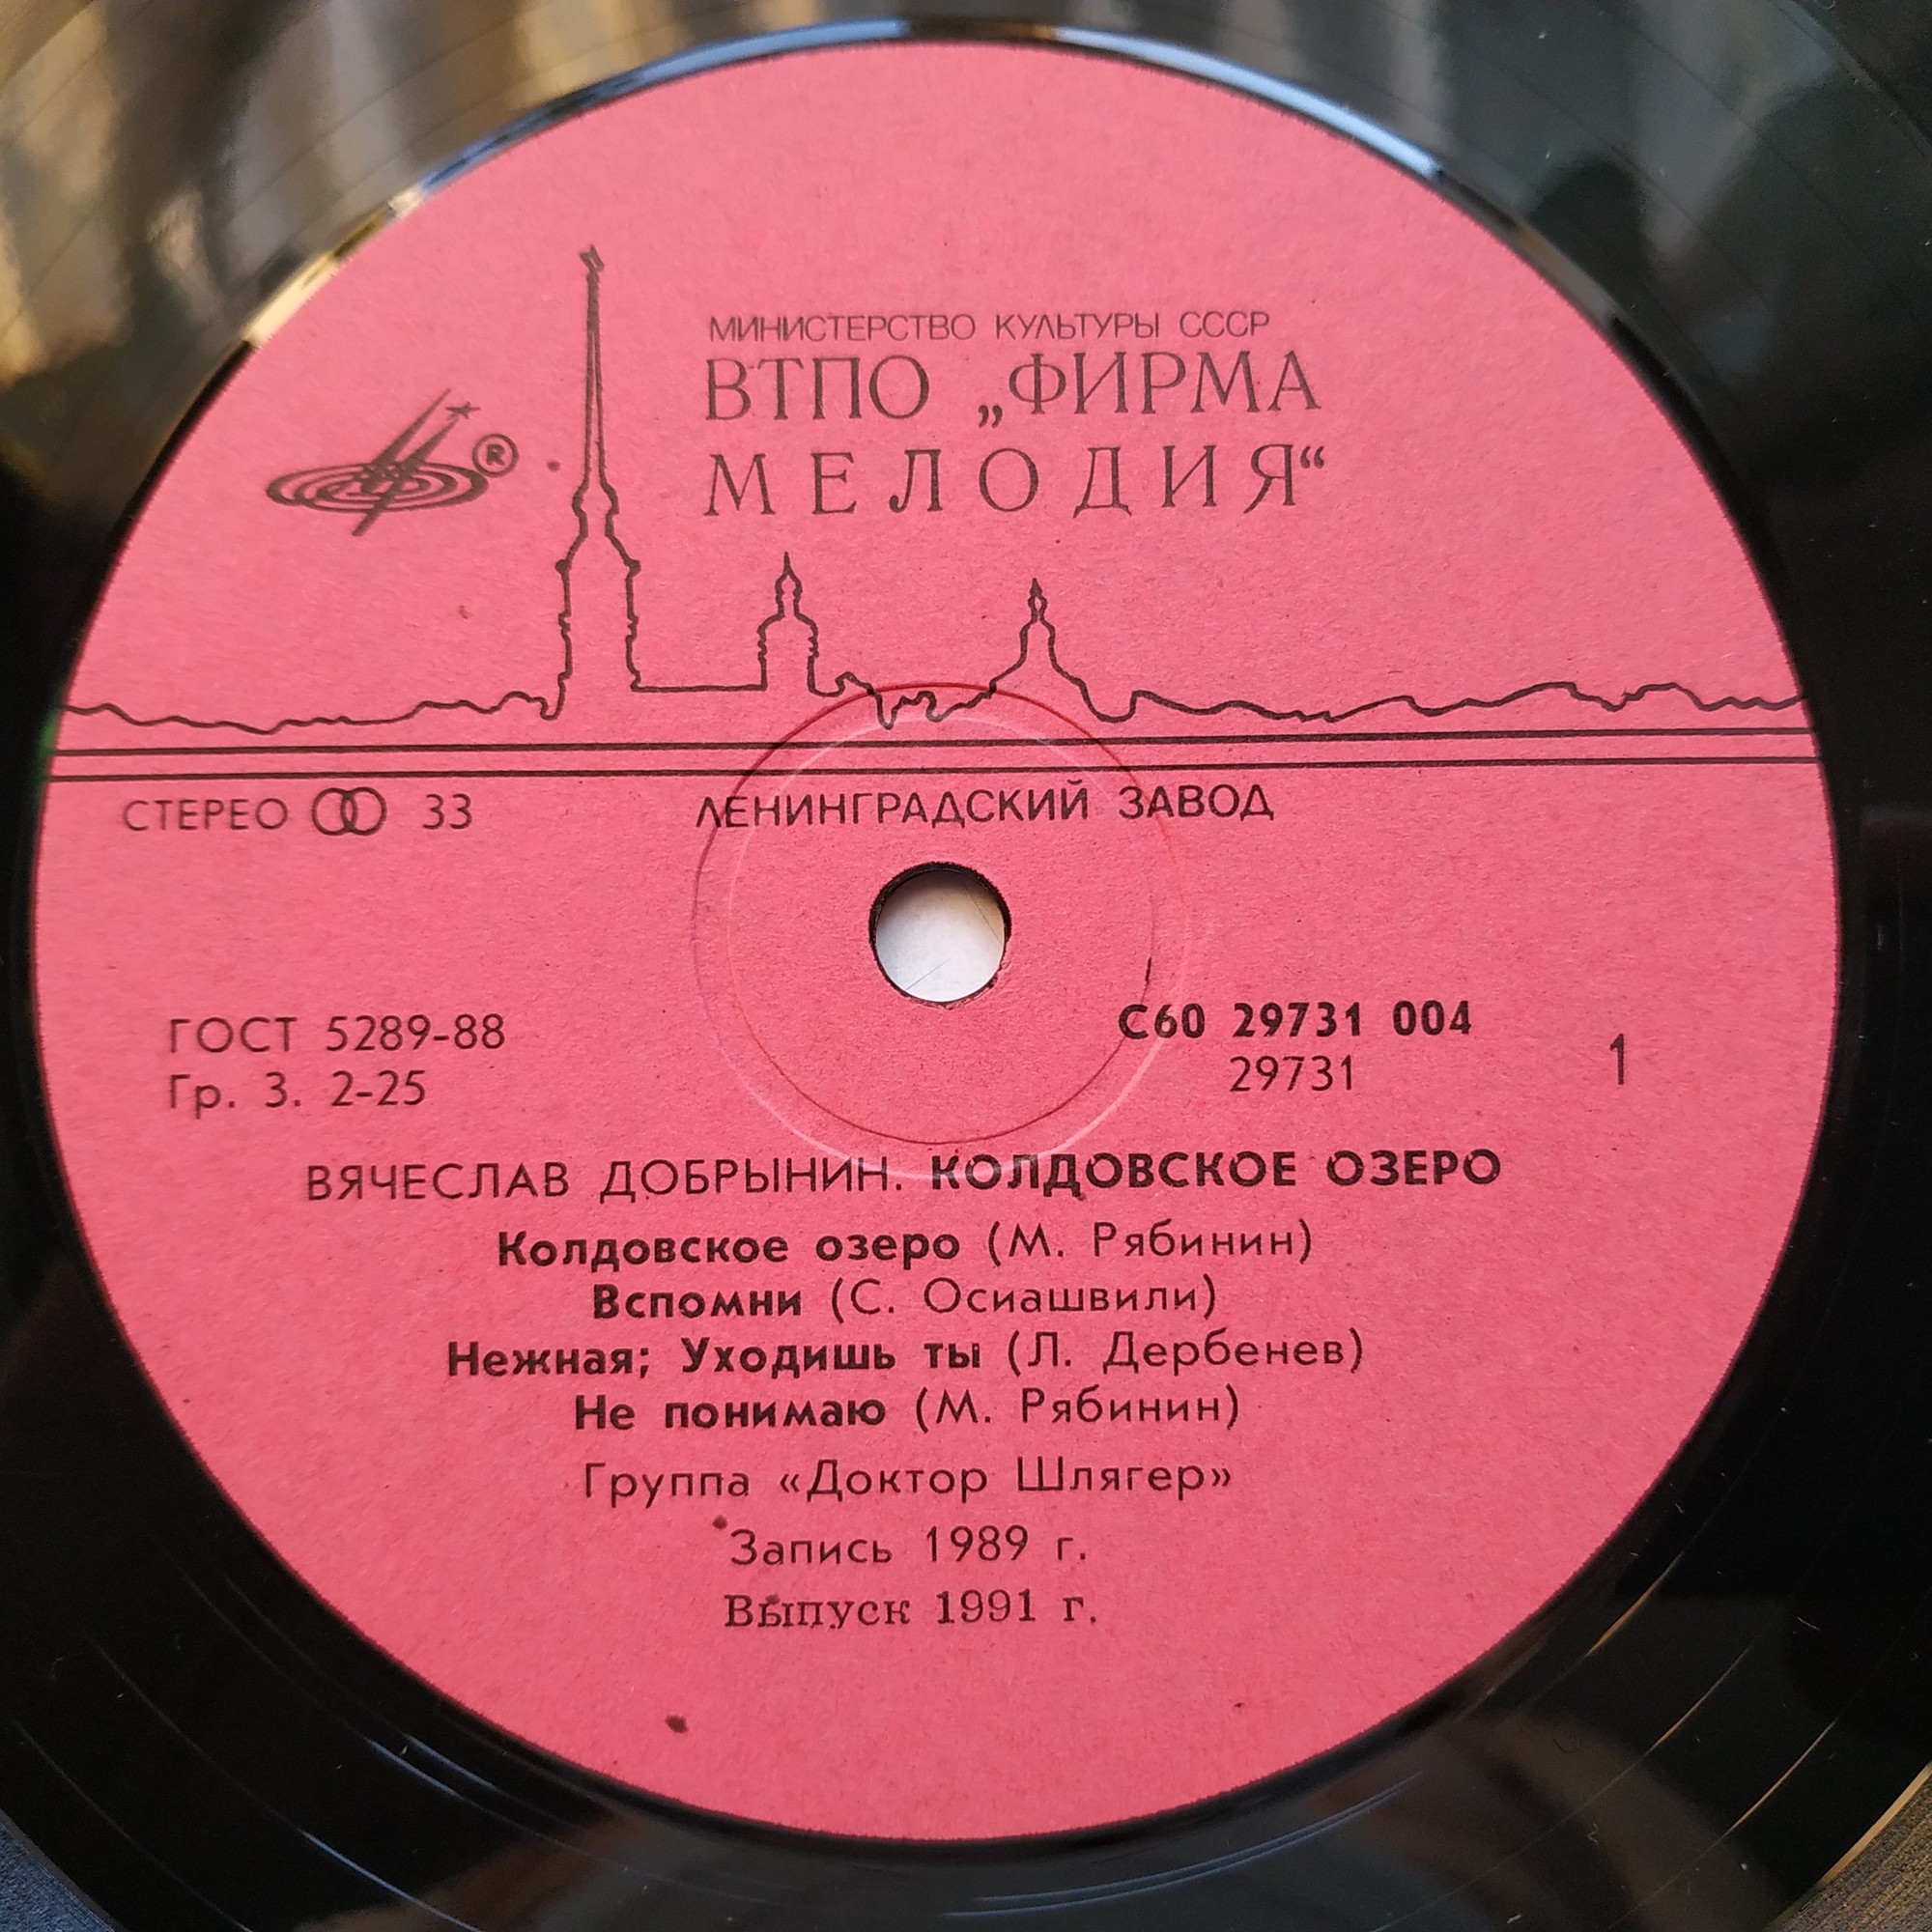 МИНИСТЕРСТВО КУЛЬТУРЫ СССР
ВТПО „ФИРМА
МЕЛОДИЯ“
®
СТЕРЕО 33
ЛЕНИНГРАДСКИЙ ЗАВОД
ГОСТ 5289-88
Гр. 3. 2-25
С60 29731 004
29731
1
ВЯЧЕСЛАВ ДОБРЫНИН. КОЛДОВСКОЕ ОЗЕРО
Колдовское озеро (М. Рябинин)
Вспомни (С. Осиашвили)
Нежная; Уходишь ты (Л. Дербенев)
Не понимаю (М. Рябинин)
Группа «Доктор Шлягер»
Запись 1989 г.
Выпуск 1991 г.